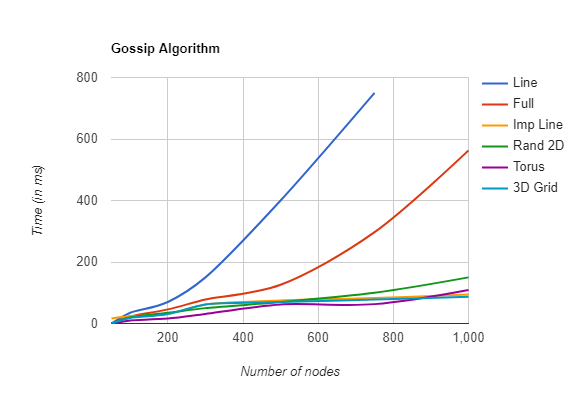 Gossip Algorithm
800
600
400
200
0
Time (in ms)
200 400 600 800 1,000
Number of nodes
Line
Full
Imp Line
Rand 2D
Torus
3D Grid